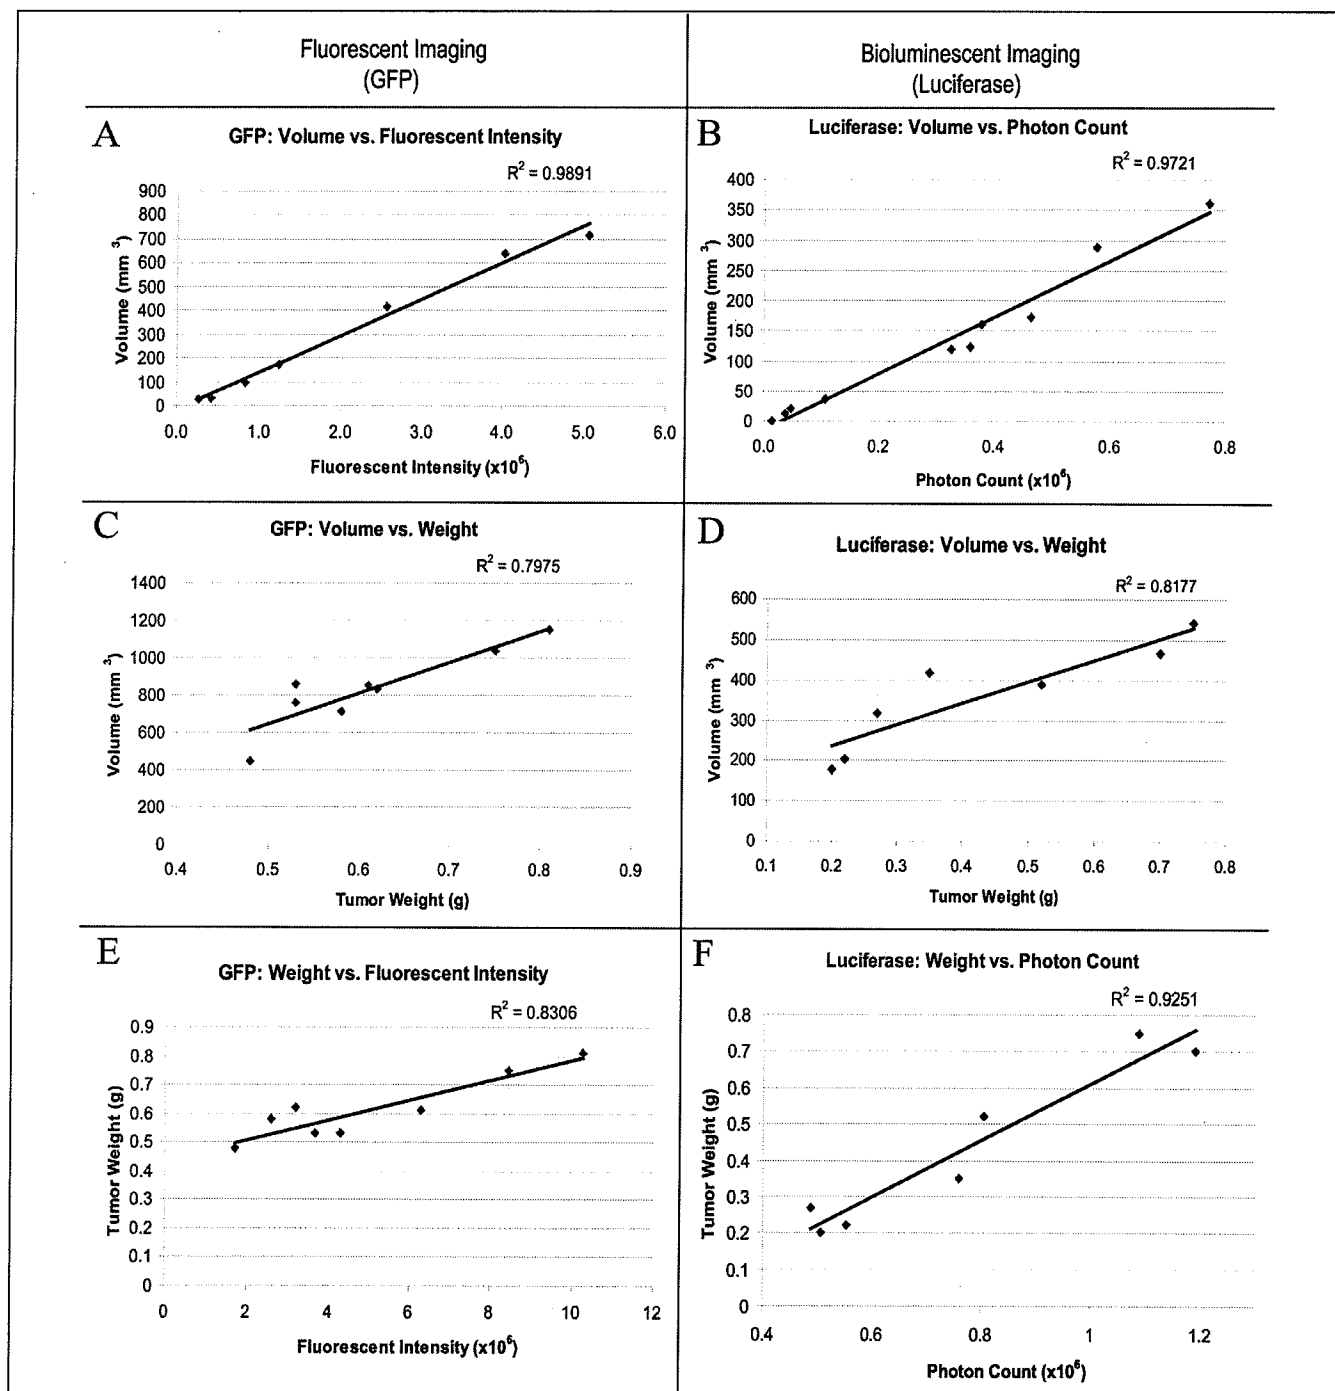 Fluorescent Imaging
(GFP)
Bioluminescent Imaging
(Luciferase)
A
GFP: Volume vs. Fluorescent Intensity
R² = 0.9891
900
800
700
600
500
400
300
200
100
0
Volume (mm ³)
0.0 1.0 2.0 3.0 4.0 5.0 6.0
Fluorescent Intensity (x10⁶)
B
Luciferase: Volume vs. Photon Count
R² = 0.9721
400
350
300
250
200
150
100
50
0
Volume (mm ³)
0.0 0.2 0.4 0.6 0.8
Photon Count (x10⁶)
C
GFP: Volume vs. Weight
R² = 0.7975
1400
1200
1000
800
600
400
200
0
Volume (mm ³)
0.4 0.5 0.6 0.7 0.8 0.9
Tumor Weight (g)
D
Luciferase: Volume vs. Weight
R² = 0.8177
600
500
400
300
200
100
0
Volume (mm ³)
0.1 0.2 0.3 0.4 0.5 0.6 0.7 0.8
Tumor Weight (g)
E
GFP: Weight vs. Fluorescent Intensity
R² = 0.8306
0.9
0.8
0.7
0.6
0.5
0.4
0.3
0.2
0.1
0
Tumor Weight (g)
0 2 4 6 8 10 12
Fluorescent Intensity (x10⁶)
F
Luciferase: Weight vs. Photon Count
R² = 0.9251
0.8
0.7
0.6
0.5
0.4
0.3
0.2
0.1
0
Tumor Weight (g)
0.4 0.6 0.8 1 1.2
Photon Count (x10⁶)